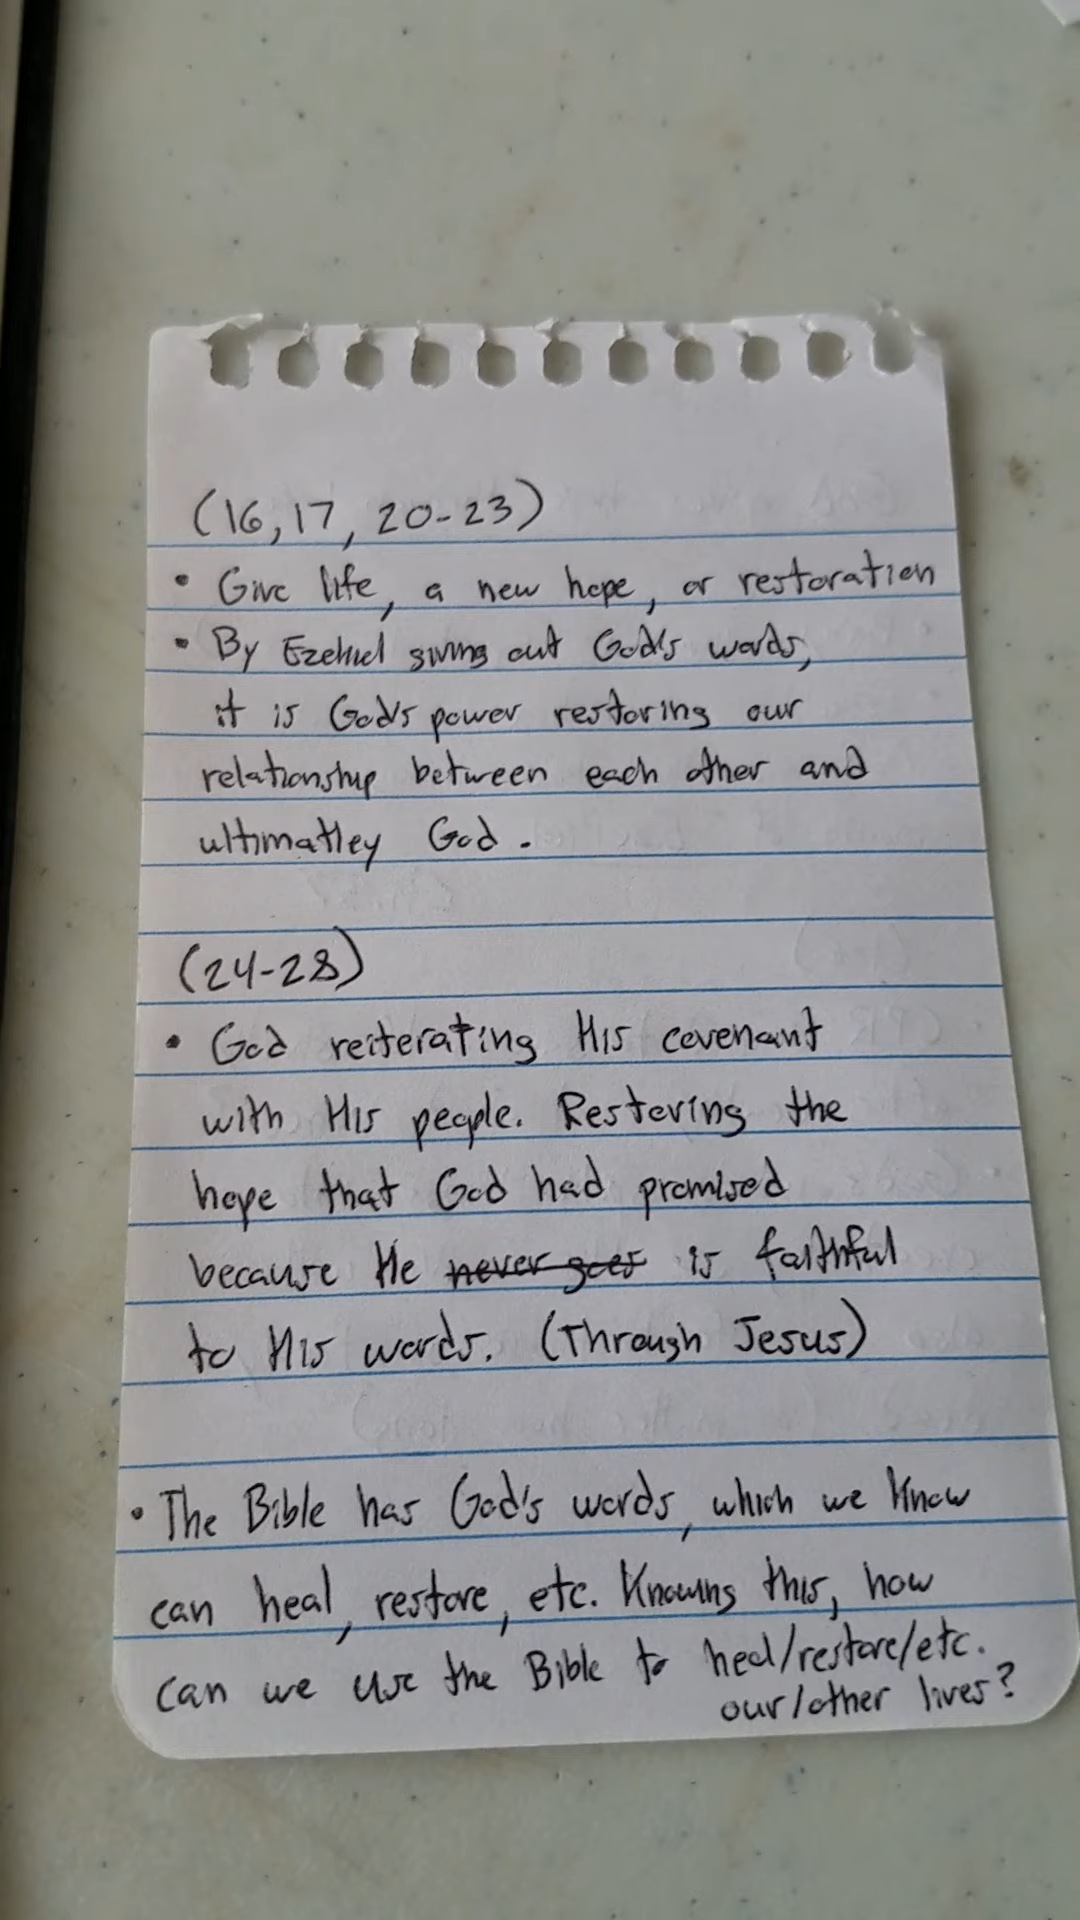 (16,17, 20-23)
• Give life, a new hope, or restoration
• By Ezekiel giving out God's words,
it is God's power restoring our
relationship between each other and
ultimatley God.
(24-28)
• God reiterating His covenant
with His people. Restoring the
hope that God had promised
because He never goes is faithful
to His words. (Through Jesus)
• The Bible has God's words, which we know
can heal, restore, etc. Knowing this, how
can we use the Bible to heal/restore/etc.
our/other lives?